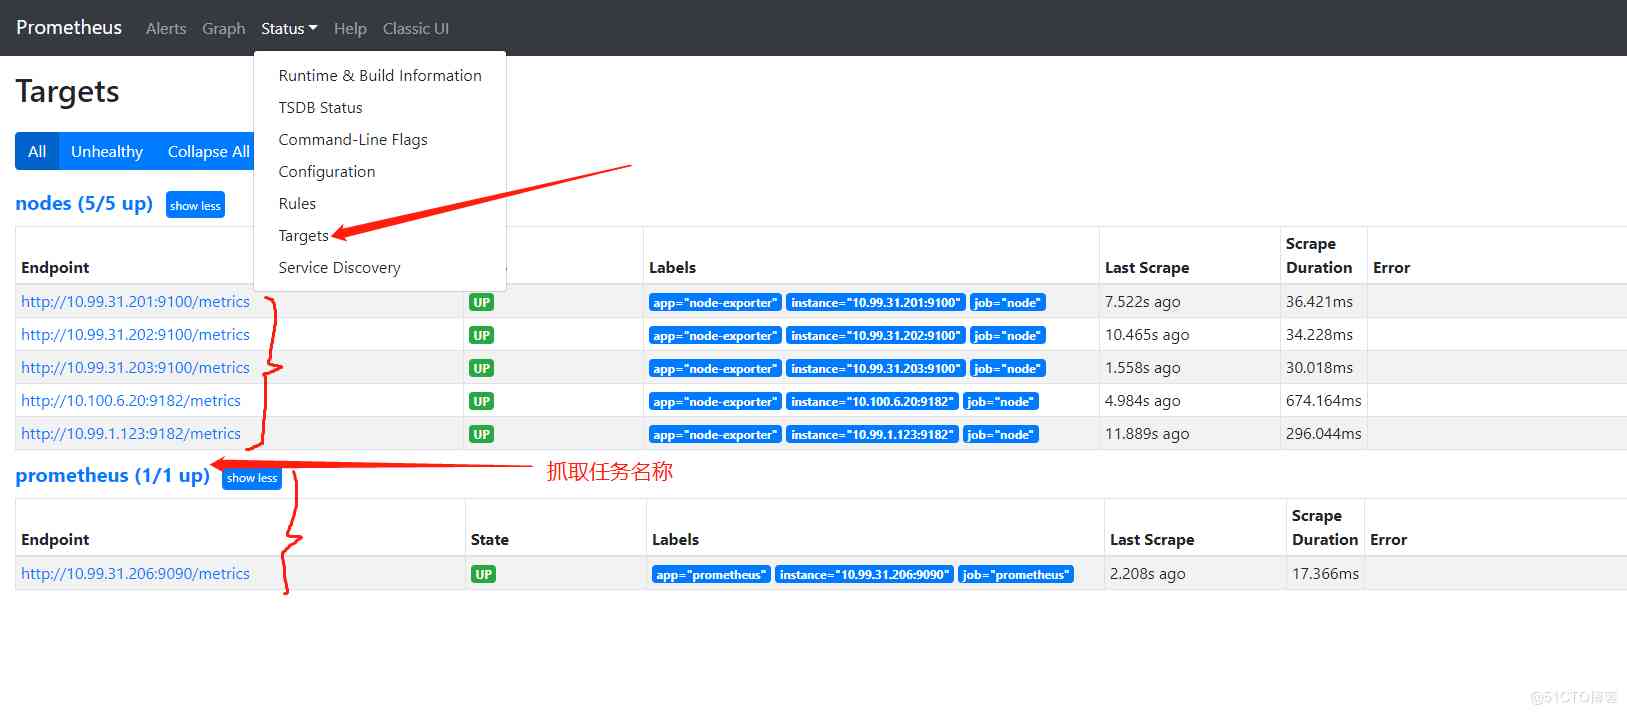 Prometheus Alerts Graph Status Help Classic UI
Runtime & Build Information
Targets
TSDB Status
Command-Line Flags
All Unhealthy Collapse All
Configuration
Rules
nodes (5/5 up) show less
Targets
Service Discovery
Endpoint Labels Last Scrape Scrape Duration Error
http://10.99.31.201:9100/metrics UP app="node-exporter" instance="10.99.31.201:9100" job="node" 7.522s ago 36.421ms
http://10.99.31.202:9100/metrics UP app="node-exporter" instance="10.99.31.202:9100" job="node" 10.465s ago 34.228ms
http://10.99.31.203:9100/metrics UP app="node-exporter" instance="10.99.31.203:9100" job="node" 1.558s ago 30.018ms
http://10.100.6.20:9182/metrics UP app="node-exporter" instance="10.100.6.20:9182" job="node" 4.984s ago 674.164ms
http://10.99.1.123:9182/metrics UP app="node-exporter" instance="10.99.1.123:9182" job="node" 11.889s ago 296.044ms
prometheus (1/1 up) show less 抓取任务名称
Endpoint State Labels Last Scrape Scrape Duration Error
http://10.99.31.206:9090/metrics UP app="prometheus" instance="10.99.31.206:9090" job="prometheus" 2.208s ago 17.366ms
@51CTO博客